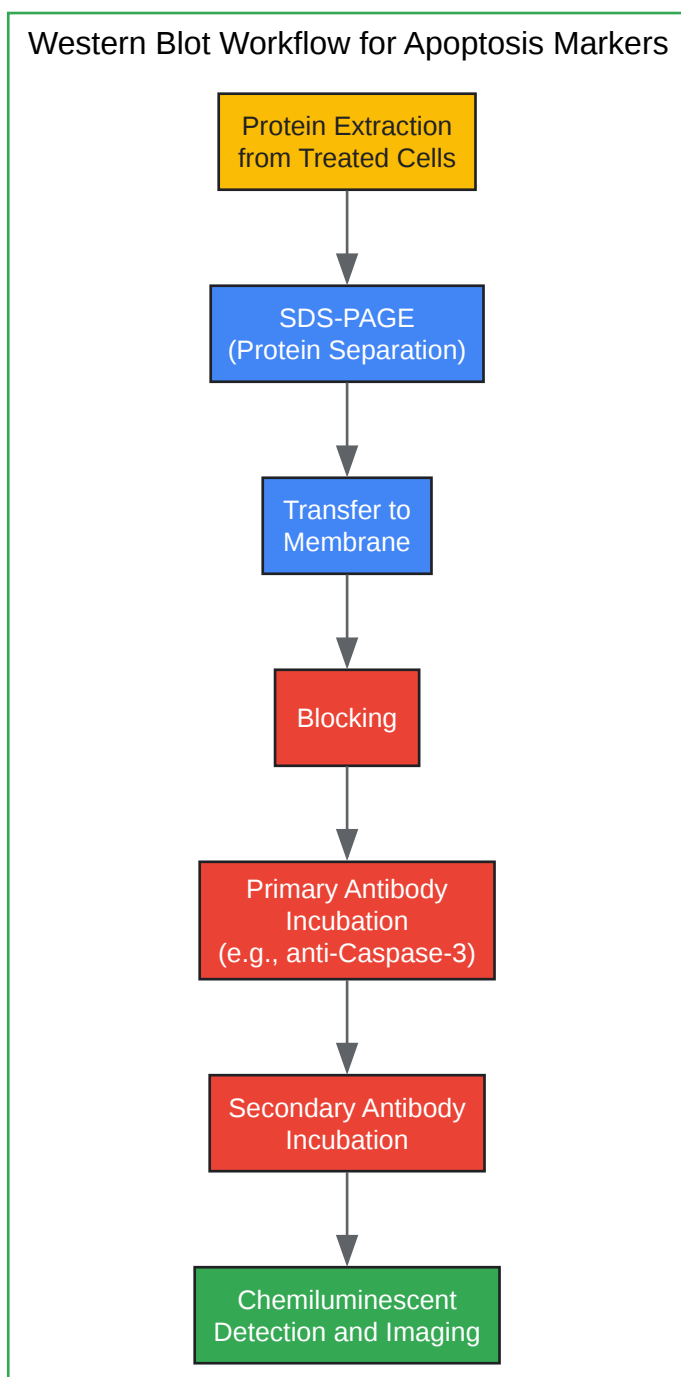 Western Blot Workflow for Apoptosis Markers
Protein Extraction
from Treated Cells
SDS-PAGE
(Protein Separation)
Transfer to
Membrane
Blocking
Primary Antibody
Incubation
(e.g., anti-Caspase-3)
Secondary Antibody
Incubation
Chemiluminescent
Detection and Imaging